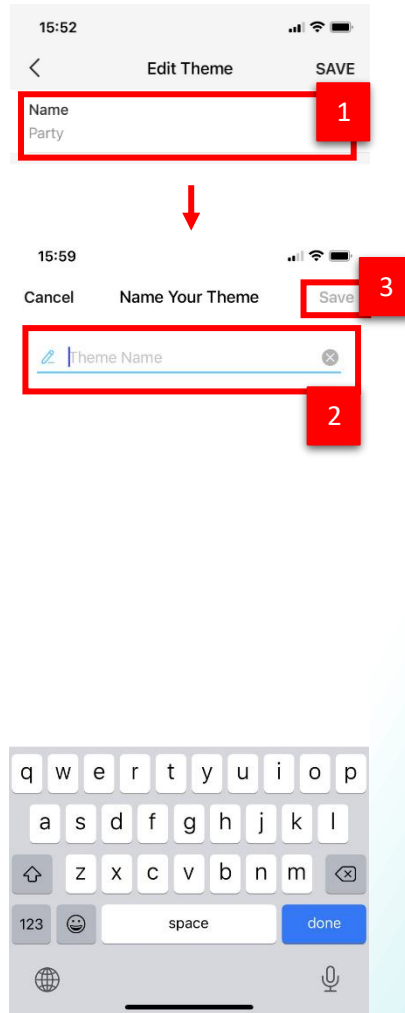 15:52
Edit Theme SAVE
Name
1
Party
15:59
Cancel Name Your Theme Save
3
Theme Name
2
q w e r t y u i o p
a s d f g h j k l
z x c v b n m
123 space done